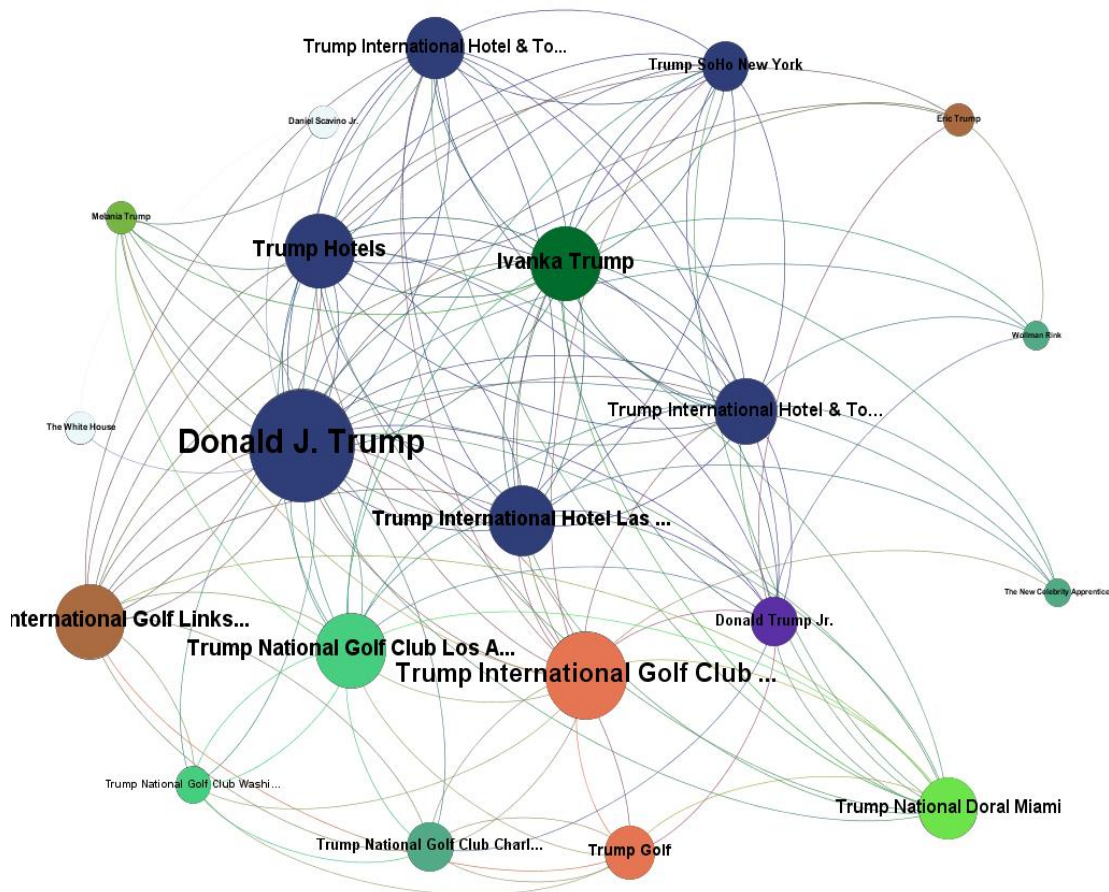 Trump International Hotel & To...
Trump SoHo New York
Daniel Scavino Jr.
Eric Trump
Melania Trump
Trump Hotels
Ivanka Trump
Wollman Rink
Trump International Hotel & To...
The White House
Donald J. Trump
Trump International Hotel Las ...
The New Celebrity Apprentice
nternational Golf Links...
Donald Trump Jr.
Trump National Golf Club Los A...
Trump International Golf Club ...
Trump National Golf Club Washi...
Trump National Doral Miami
Trump National Golf Club Charl...
Trump Golf